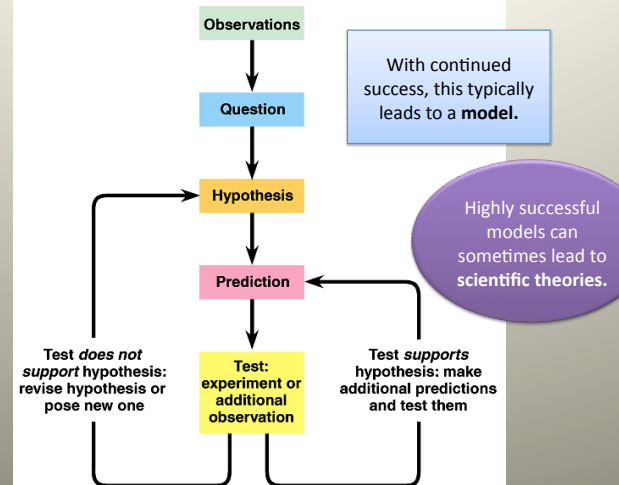 Observations
With continued
success, this typically
leads to a model.
Question
Hypothesis
Highly successful
models can
sometimes lead to
scientific theories.
Prediction
Test does not
support hypothesis:
revise hypothesis or
pose new one
Test:
experiment or
additional
observation
Test supports
hypothesis: make
additional predictions
and test them